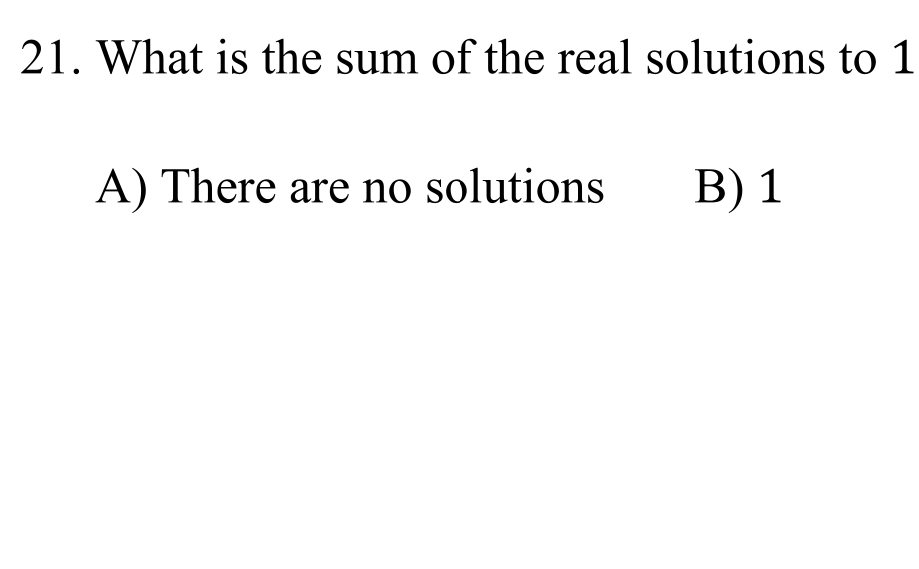 21. What is the sum of the real solutions to 1
A) There are no solutions B) 1